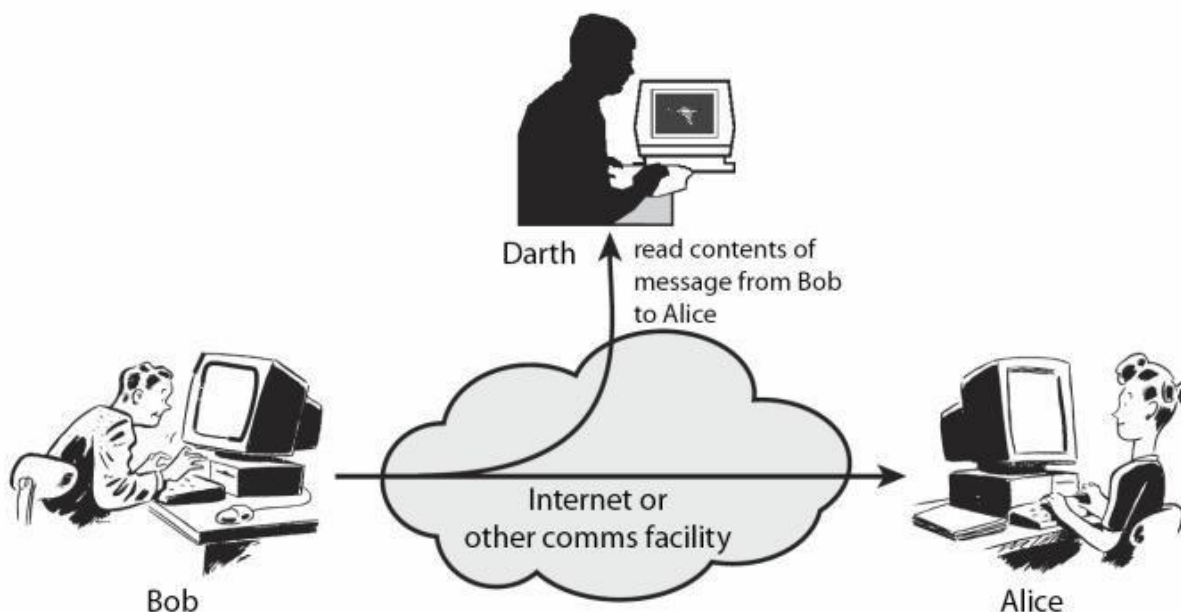 Darth
read contents of
message from Bob
to Alice
Internet or
other comms facility
Bob
Alice